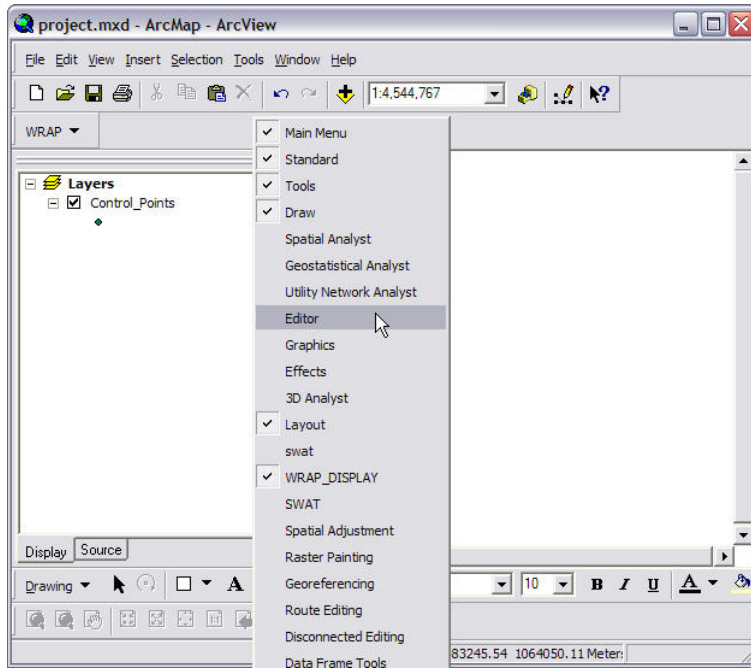 project.mxd - ArcMap - ArcView
File Edit View Insert Selection Tools Window Help
1:4,544,767
WRAP
Main Menu
Standard
Layers
Tools
Control_Points
Draw
Spatial Analyst
Geostatistical Analyst
Utility Network Analyst
Editor
Graphics
Effects
3D Analyst
Layout
swat
WRAP_DISPLAY
SWAT
Spatial Adjustment
Display Source
Raster Painting
Drawing A Georeferencing 10 B I U A
Route Editing
1:1
Disconnected Editing
83245.54 1064050.11 Meter
Data Frame Tools